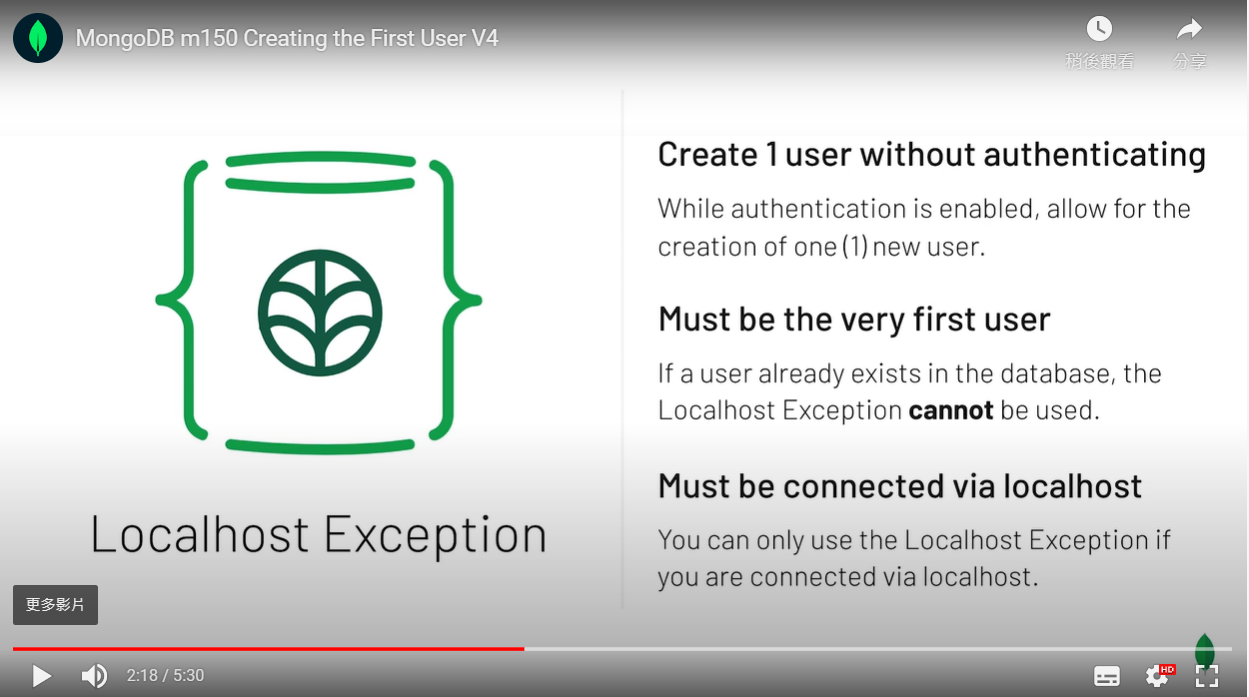 MongoDB m150 Creating the First User V4
稍後觀看
分享
Localhost Exception
Create 1 user without authenticating
While authentication is enabled, allow for the
creation of one (1) new user.
Must be the very first user
If a user already exists in the database, the
Localhost Exception cannot be used.
Must be connected via localhost
You can only use the Localhost Exception if
you are connected via localhost.
更多影片
2:18 / 5:30
HD